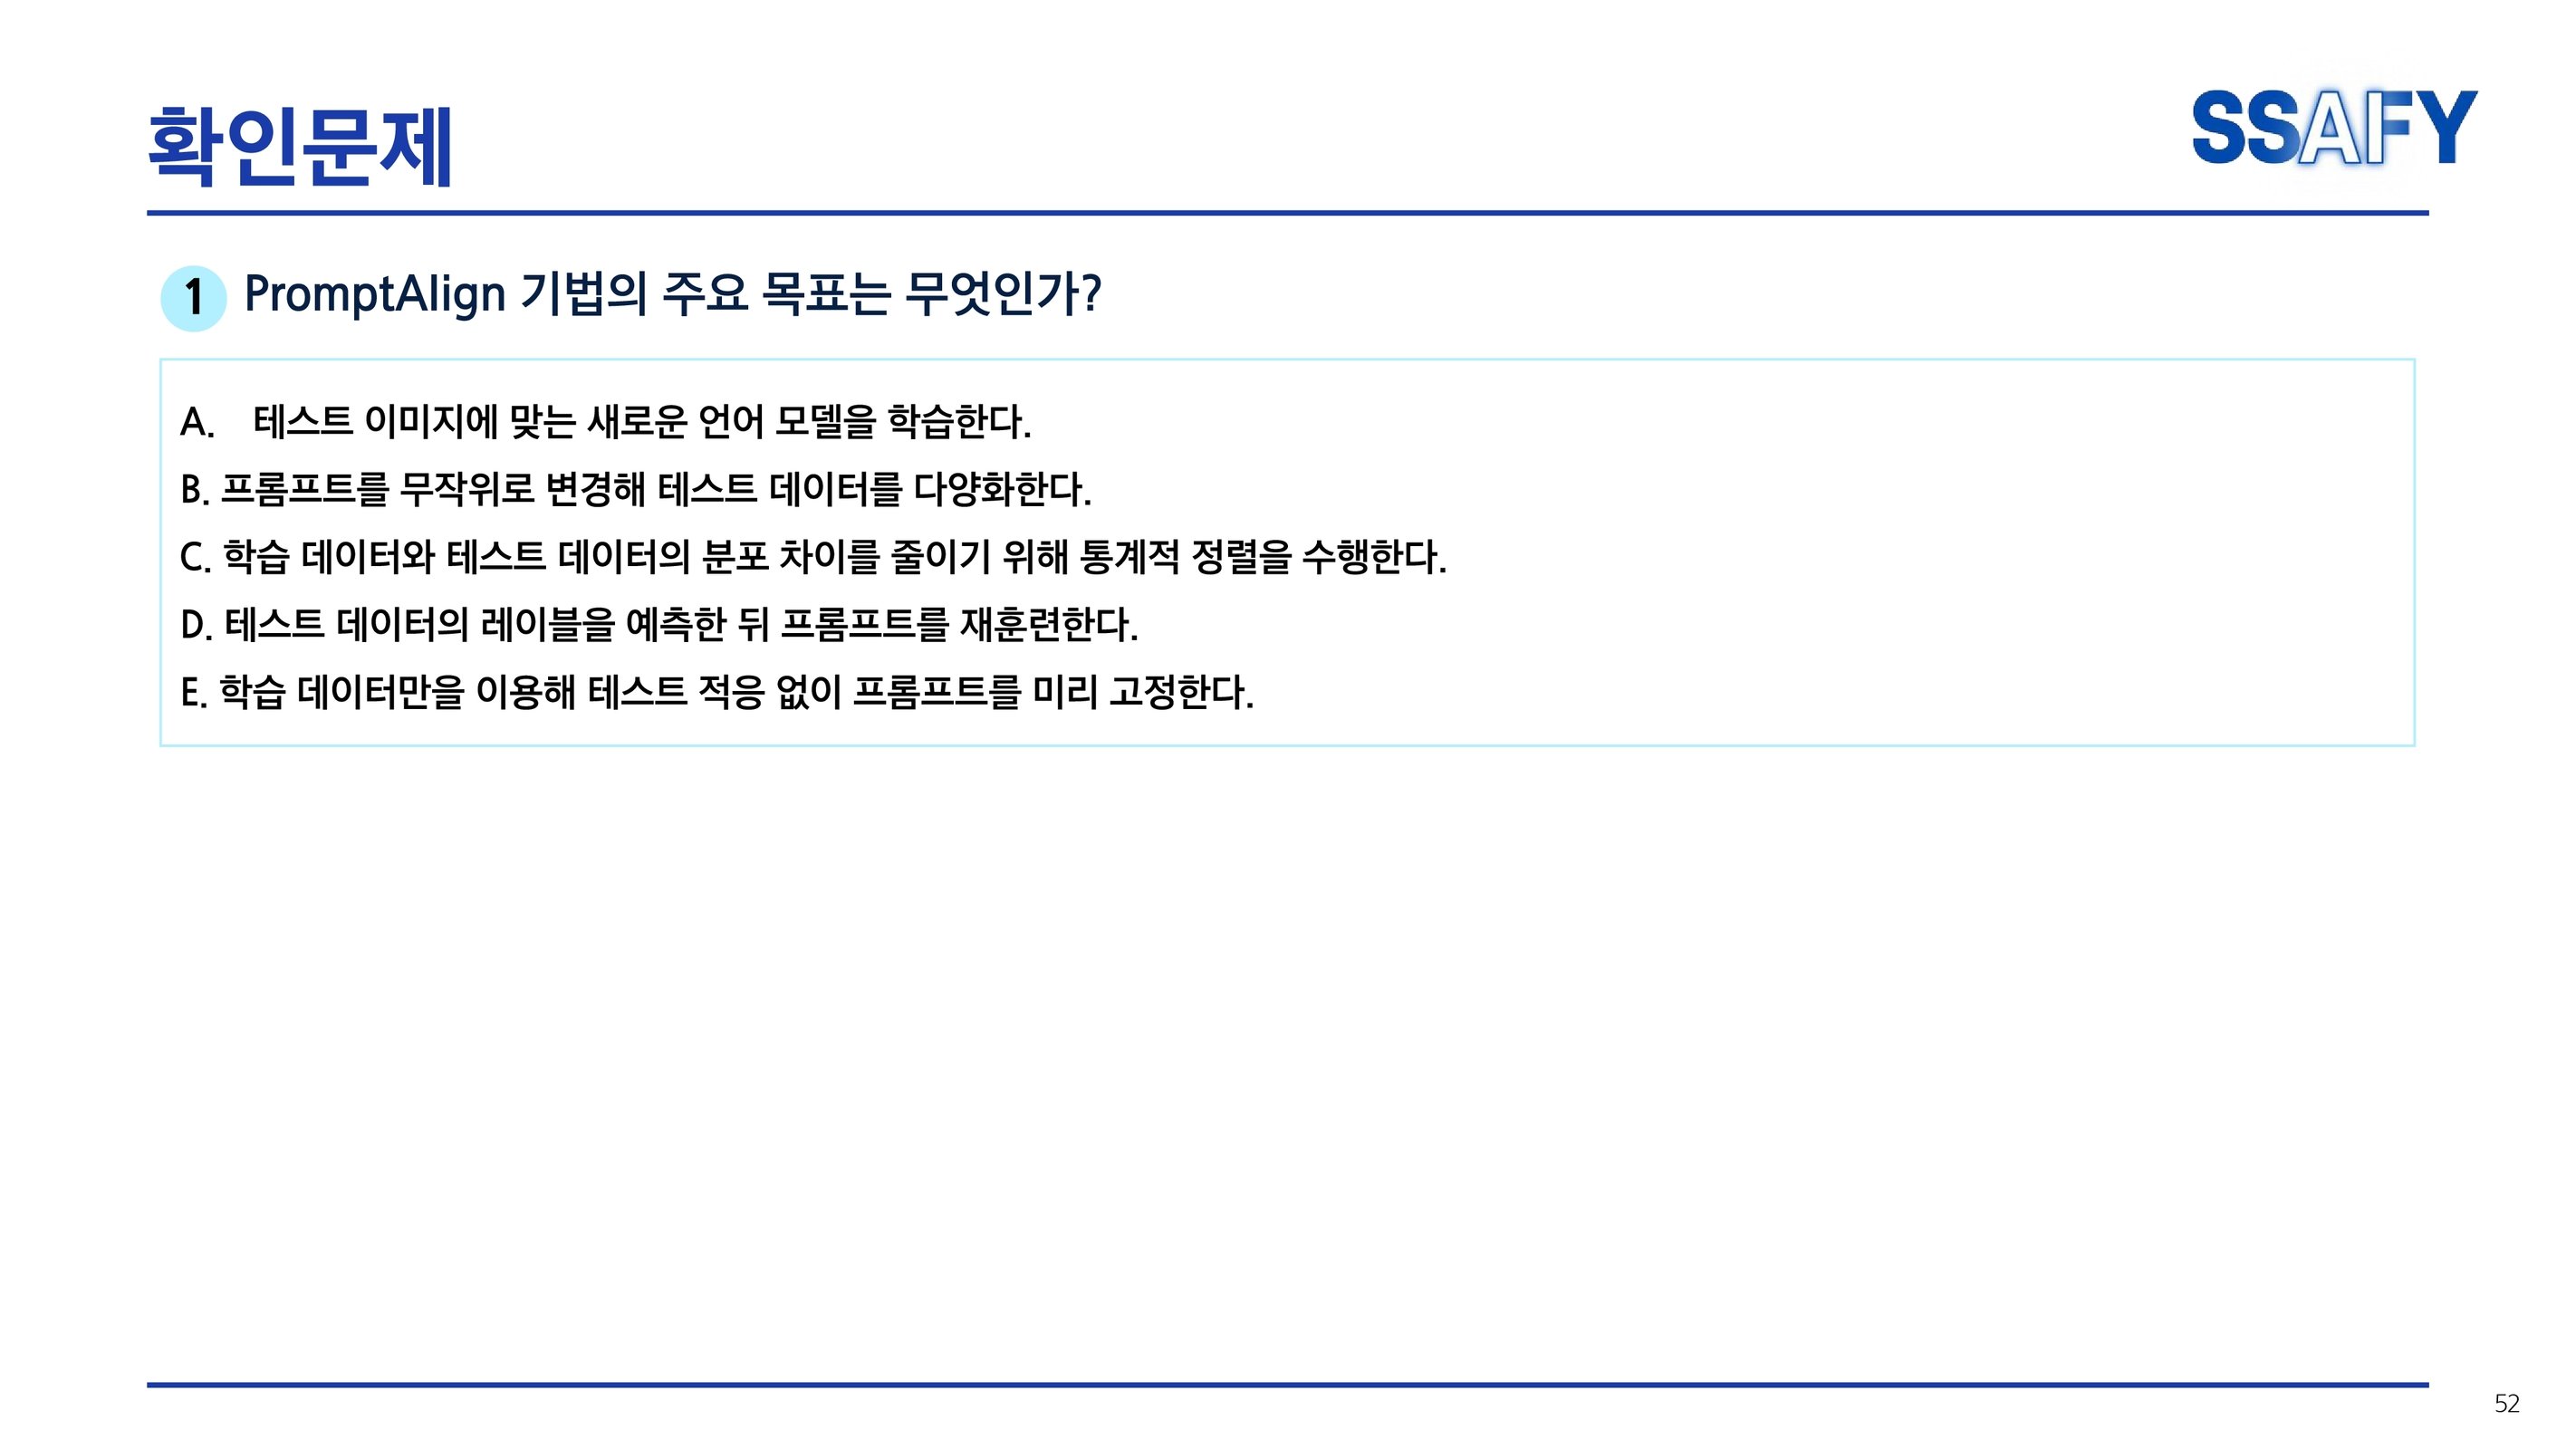 확인문제
SSAFY
1 PromptAlign 기법의 주요 목표는 무엇인가?
A. 테스트 이미지에 맞는 새로운 언어 모델을 학습한다.
B. 프롬프트를 무작위로 변경해 테스트 데이터를 다양화한다.
C. 학습 데이터와 테스트 데이터의 분포 차이를 줄이기 위해 통계적 정렬을 수행한다.
D. 테스트 데이터의 레이블을 예측한 뒤 프롬프트를 재훈련한다.
E. 학습 데이터만을 이용해 테스트 적응 없이 프롬프트를 미리 고정한다.
52